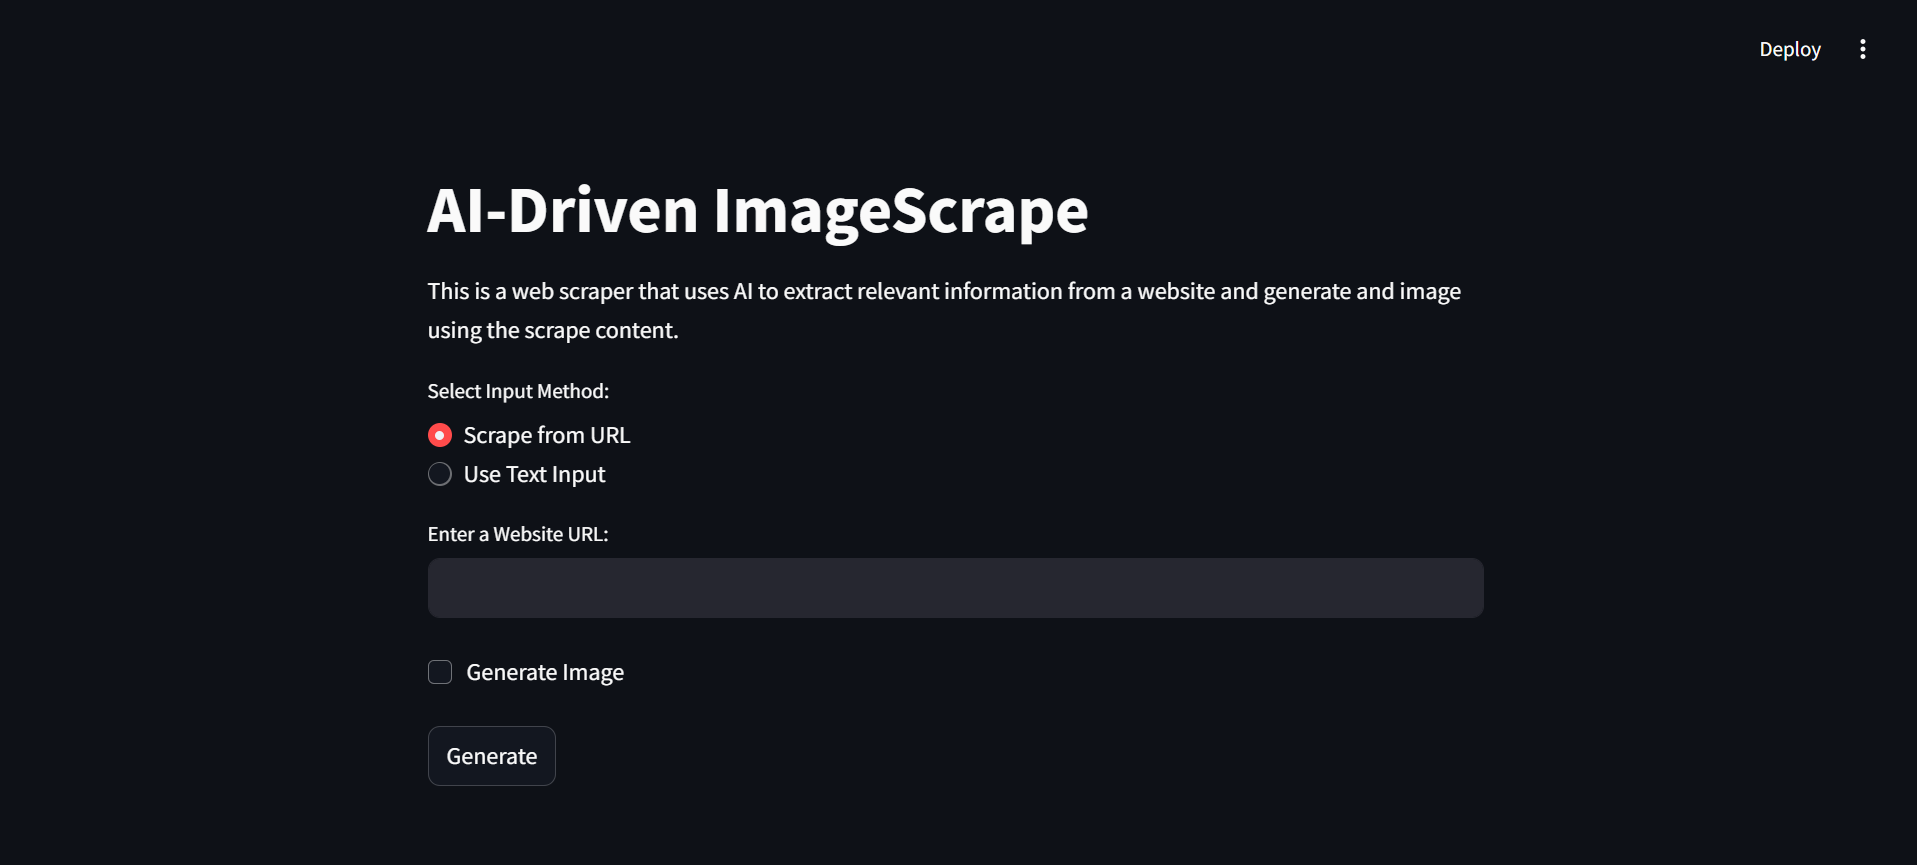 Deploy
AI-Driven ImageScrape
This is a web scraper that uses AI to extract relevant information from a website and generate and image
using the scrape content.
Select Input Method:
Scrape from URL
Use Text Input
Enter a Website URL:
Generate Image
Generate